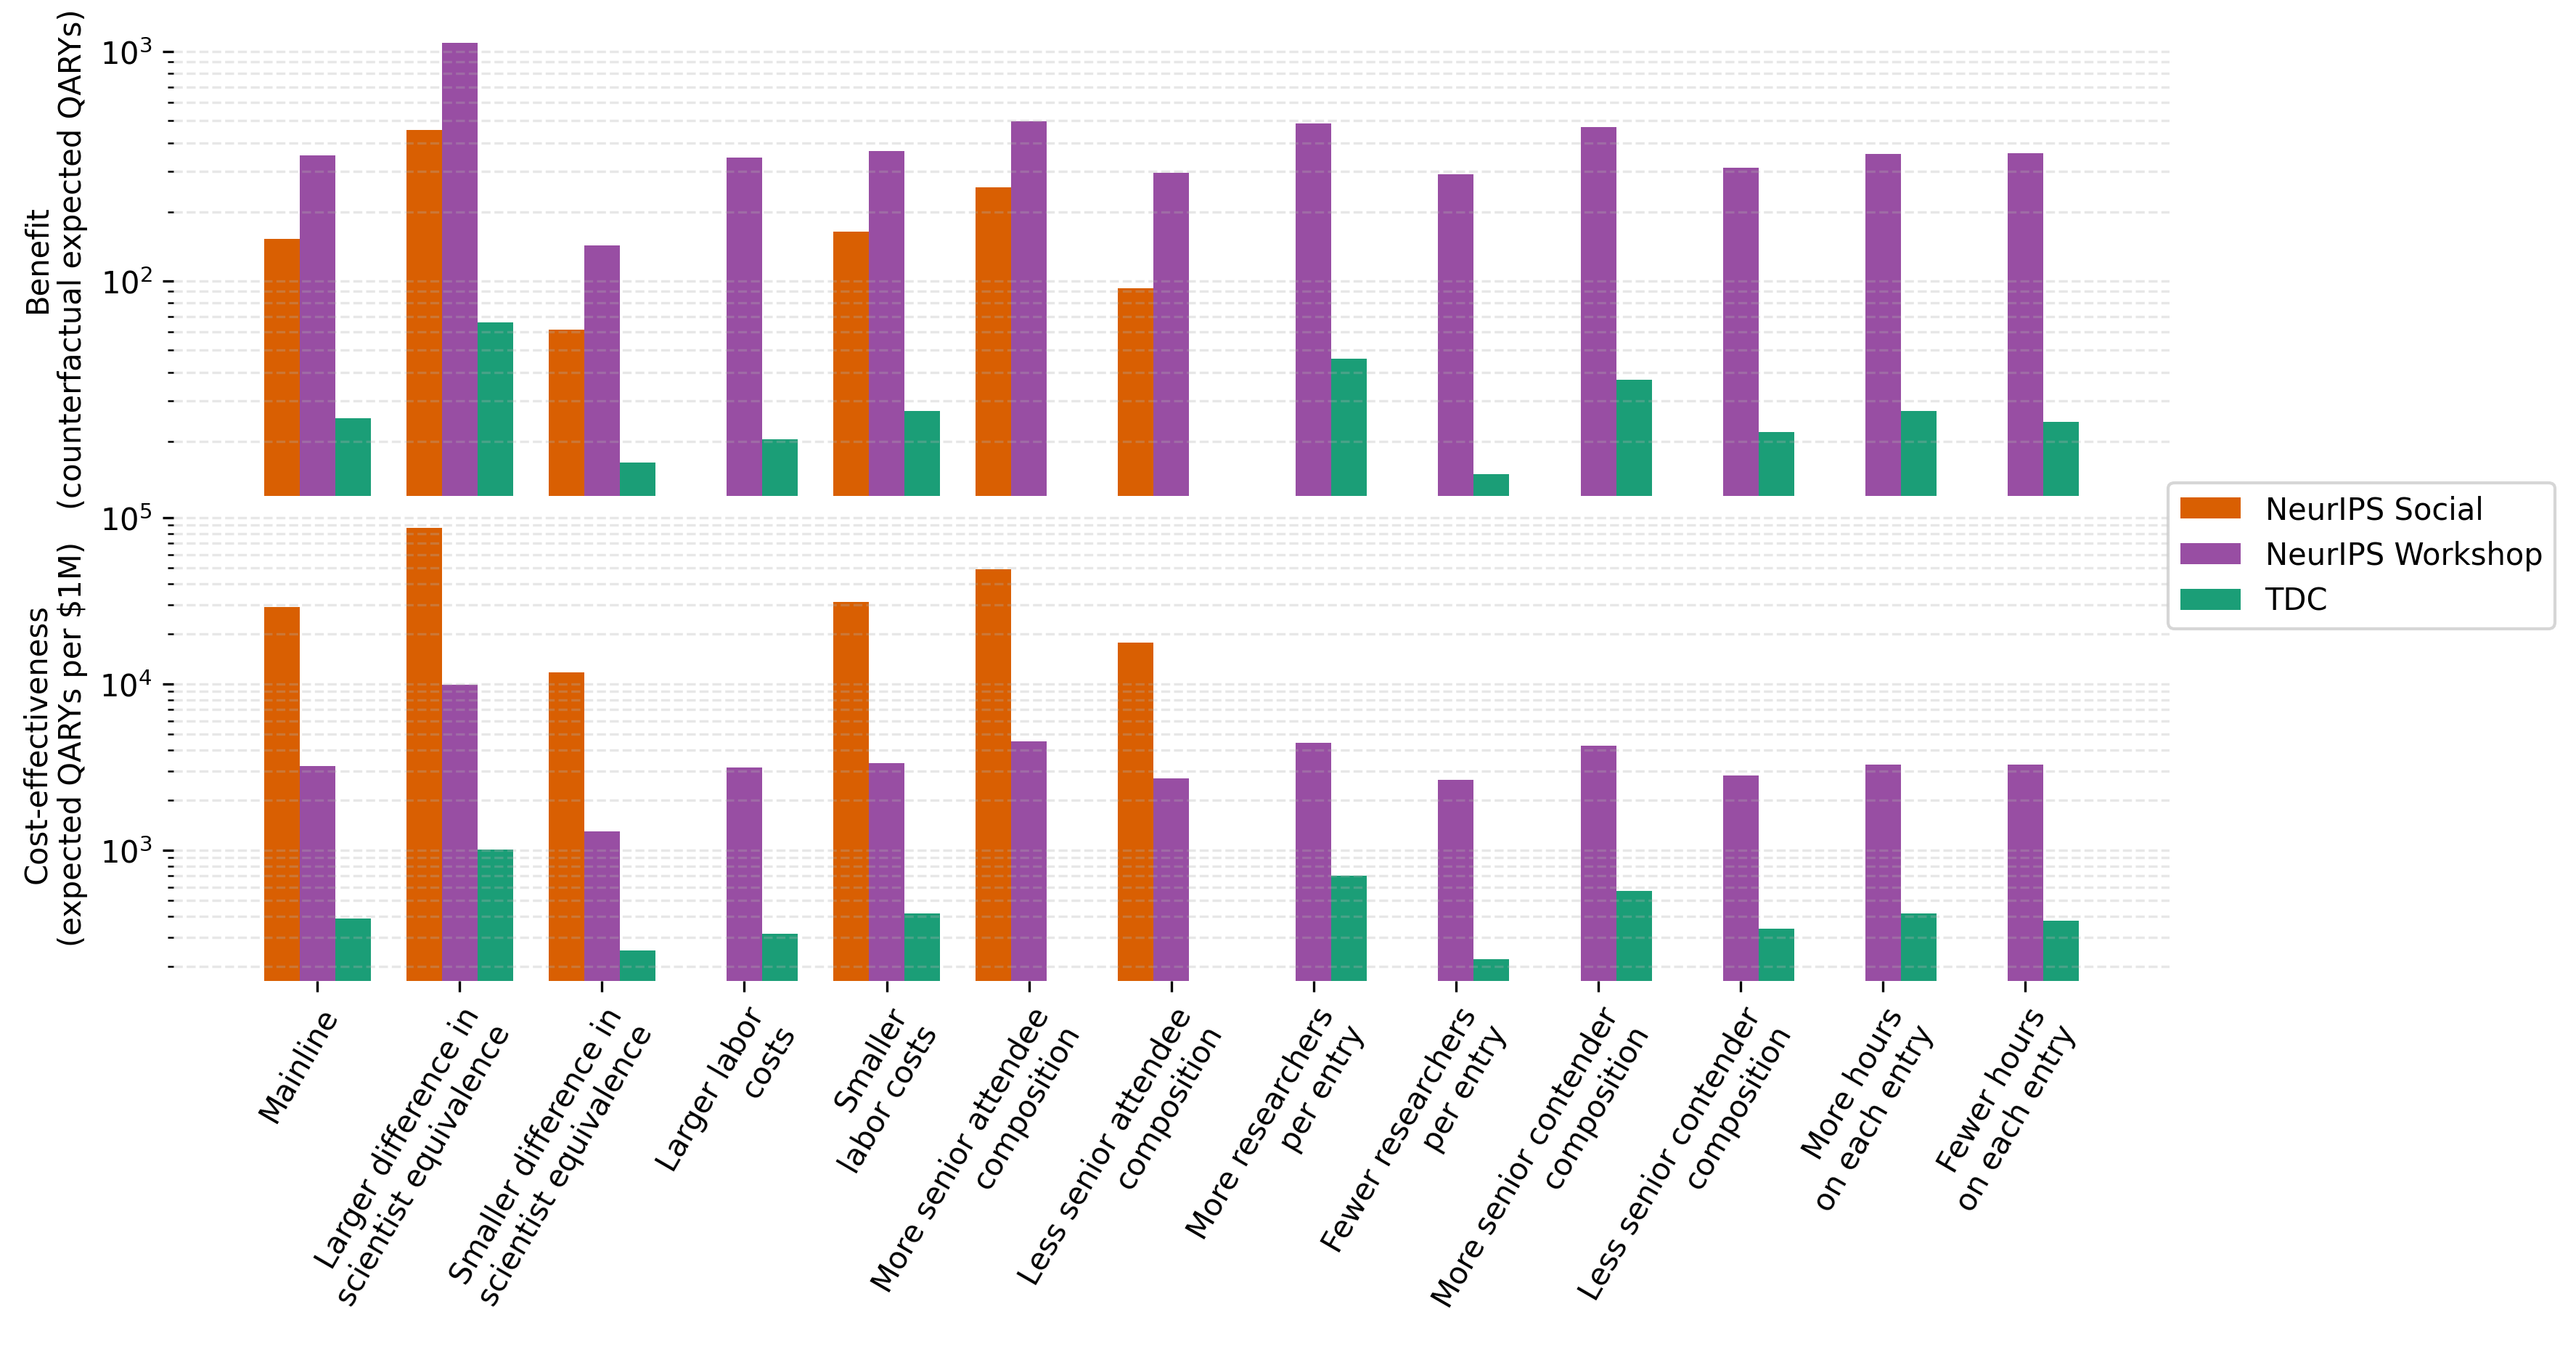 Benefit
(counterfactual expected QARYs)
10³
10²
Cost-effectiveness
(expected QARYs per $1M)
10⁵
10⁴
10³
NeurIPS Social
NeurIPS Workshop
TDC
Mainline
Larger difference in
scientist equivalence
Smaller difference in
scientist equivalence
Larger labor
costs
Smaller
labor costs
More senior attendee
composition
Less senior attendee
composition
More researchers
per entry
Fewer researchers
per entry
More senior contender
composition
Less senior contender
composition
More hours
on each entry
Fewer hours
on each entry